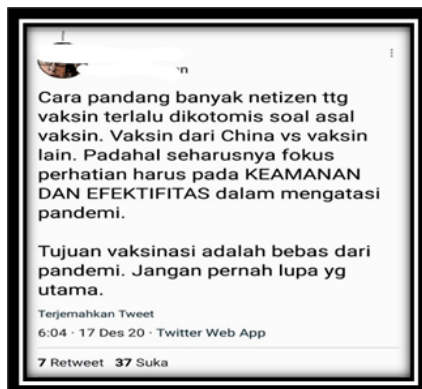 Cara pandang banyak netizen ttg
vaksin terlalu dikotomis soal asal
vaksin. Vaksin dari China vs vaksin
lain. Padahal seharusnya fokus
perhatian harus pada KEAMANAN
DAN EFEKTIFITAS dalam mengatasi
pandemi.
Tujuan vaksinasi adalah bebas dari
pandemi. Jangan pernah lupa yg
utama.
Terjemahkan Tweet
6:04 · 17 Des 20 · Twitter Web App
7 Retweet 37 Suka